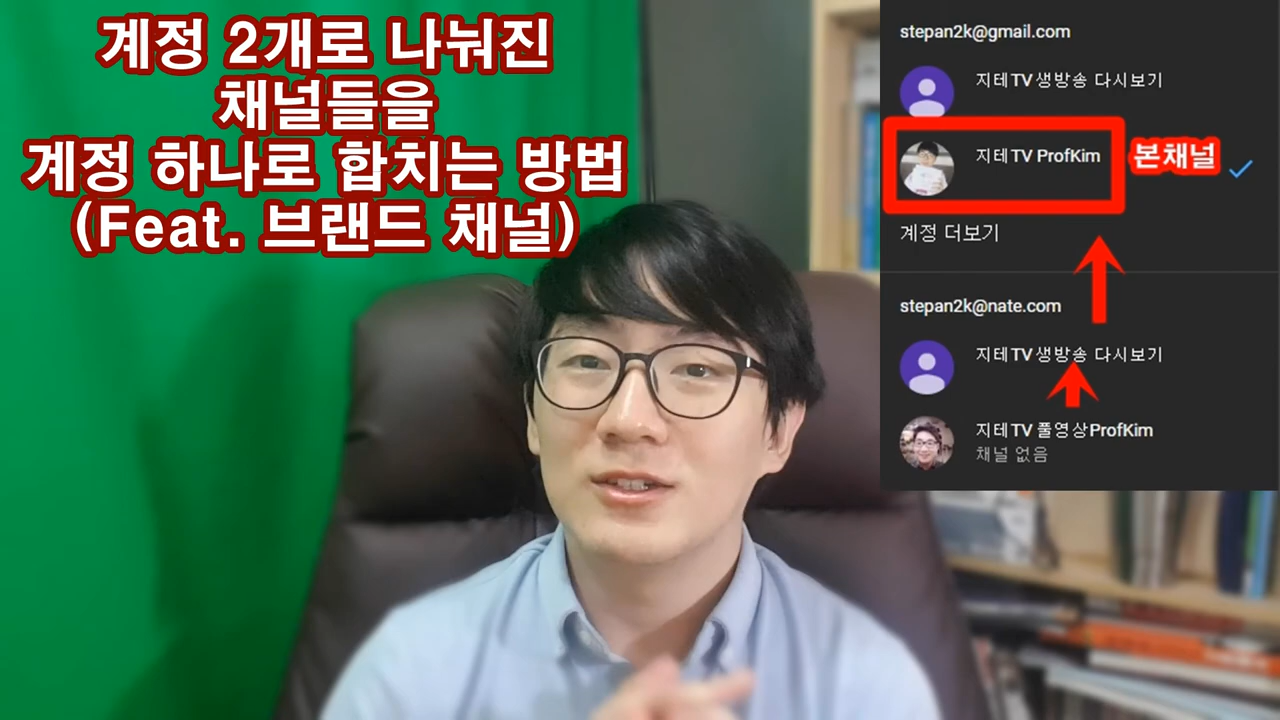 계정 2개로 나눠진
채널들을
계정 하나로 합치는 방법
(Feat. 브랜드 채널)
stepan2k@gmail.com
지테TV생방송 다시보기
지테TV ProfKim
본채널
계정 더보기
stepan2k@nate.com
지테TV생방송 다시보기
지테TV풀영상ProfKim
채널 없음